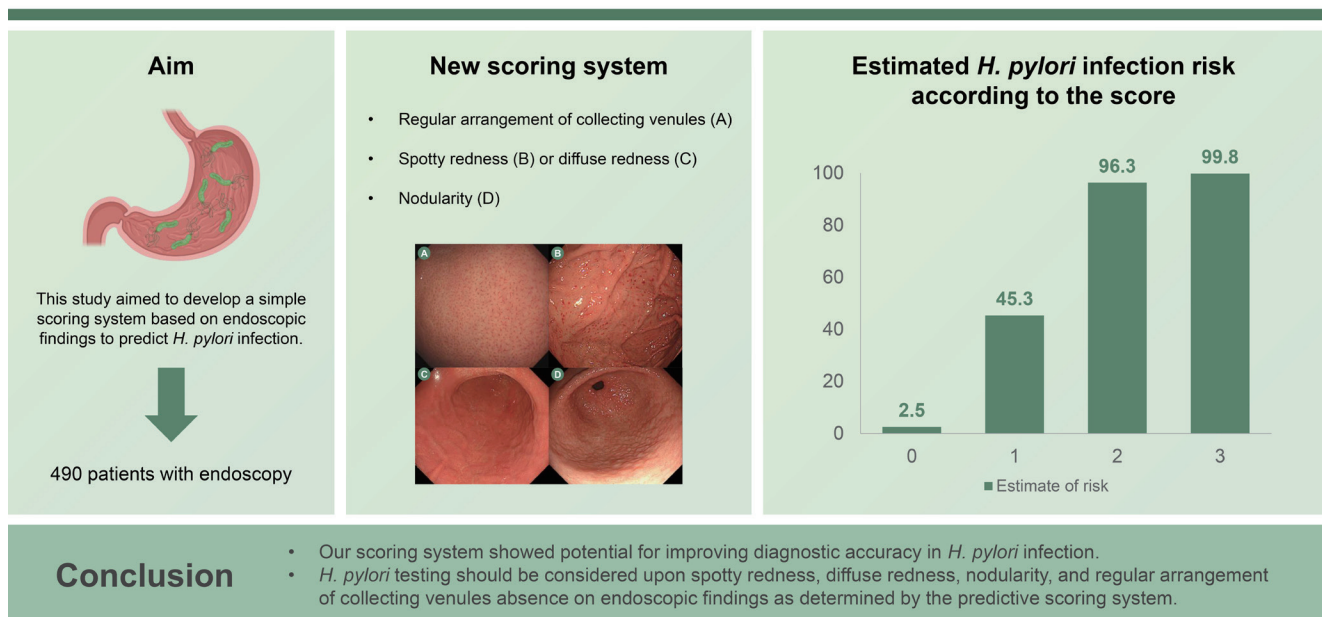 Aim
This study aimed to develop a simple
scoring system based on endoscopic
findings to predict H. pylori infection.
490 patients with endoscopy
New scoring system
• Regular arrangement of collecting venules (A)
• Spotty redness (B) or diffuse redness (C)
• Nodularity (D)
A
B
C
D
Estimated H. pylori infection risk
according to the score
100
80
60
40
20
0
2.5
45.3
96.3
99.8
0
1
2
3
Estimate of risk
Conclusion
• Our scoring system showed potential for improving diagnostic accuracy in H. pylori infection.
• H. pylori testing should be considered upon spotty redness, diffuse redness, nodularity, and regular arrangement
of collecting venules absence on endoscopic findings as determined by the predictive scoring system.